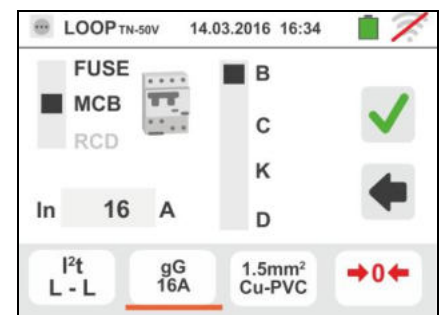 LOOP TN-50V 14.03.2016 16:34
FUSE
MCB
RCD
B
C
K
D
In 16 A
I²t
L - L
gG
16A
1.5mm²
Cu-PVC
→0←